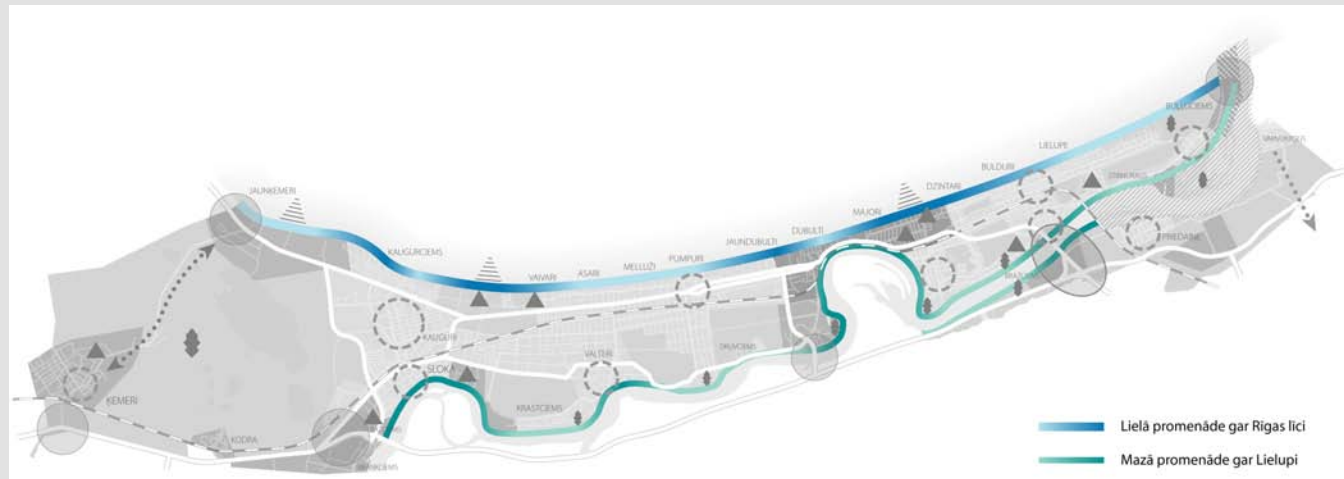 JAUNĶEMERI
KAUGURCIEMS
VAIVARI
ASARI
MELLUŽI
PUMPURI
JAUNDUBULTI
DUBULTI
MAJORI
DZINTARI
BULDURI
LIELUPE
BUĻĻUCIEMS
PRIEDAINE
KAUGURI
SLOKA
VALTERI
DRUVCIEMS
KRASTCIEMS
ĶEMERI
KŪDRA
Lielā promenāde gar Rīgas līci
Mazā promenāde gar Lielupi